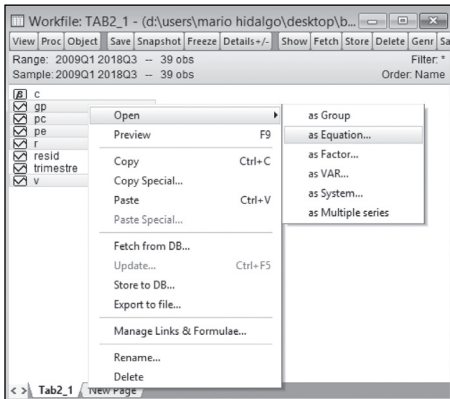 Workfile: TAB2_1 - (d:\users\mario hidalgo\desktop\b...
View Proc Object Save Snapshot Freeze Details+/- Show Fetch Store Delete Genr Sa
Range: 2009Q1 2018Q3 -- 39 obs Filter: *
Sample: 2009Q1 2018Q3 -- 39 obs Order: Name
B c
gp
pc
pe
r
resid
trimestre
v
Open
Preview F9
Copy Ctrl+C
Copy Special...
Paste Ctrl+V
Paste Special...
Fetch from DB...
Update... Ctrl+F5
Store to DB...
Export to file...
Manage Links & Formulae...
Rename...
Delete
as Group
as Equation...
as Factor...
as VAR...
as System...
as Multiple series
< > Tab2_1 New Page